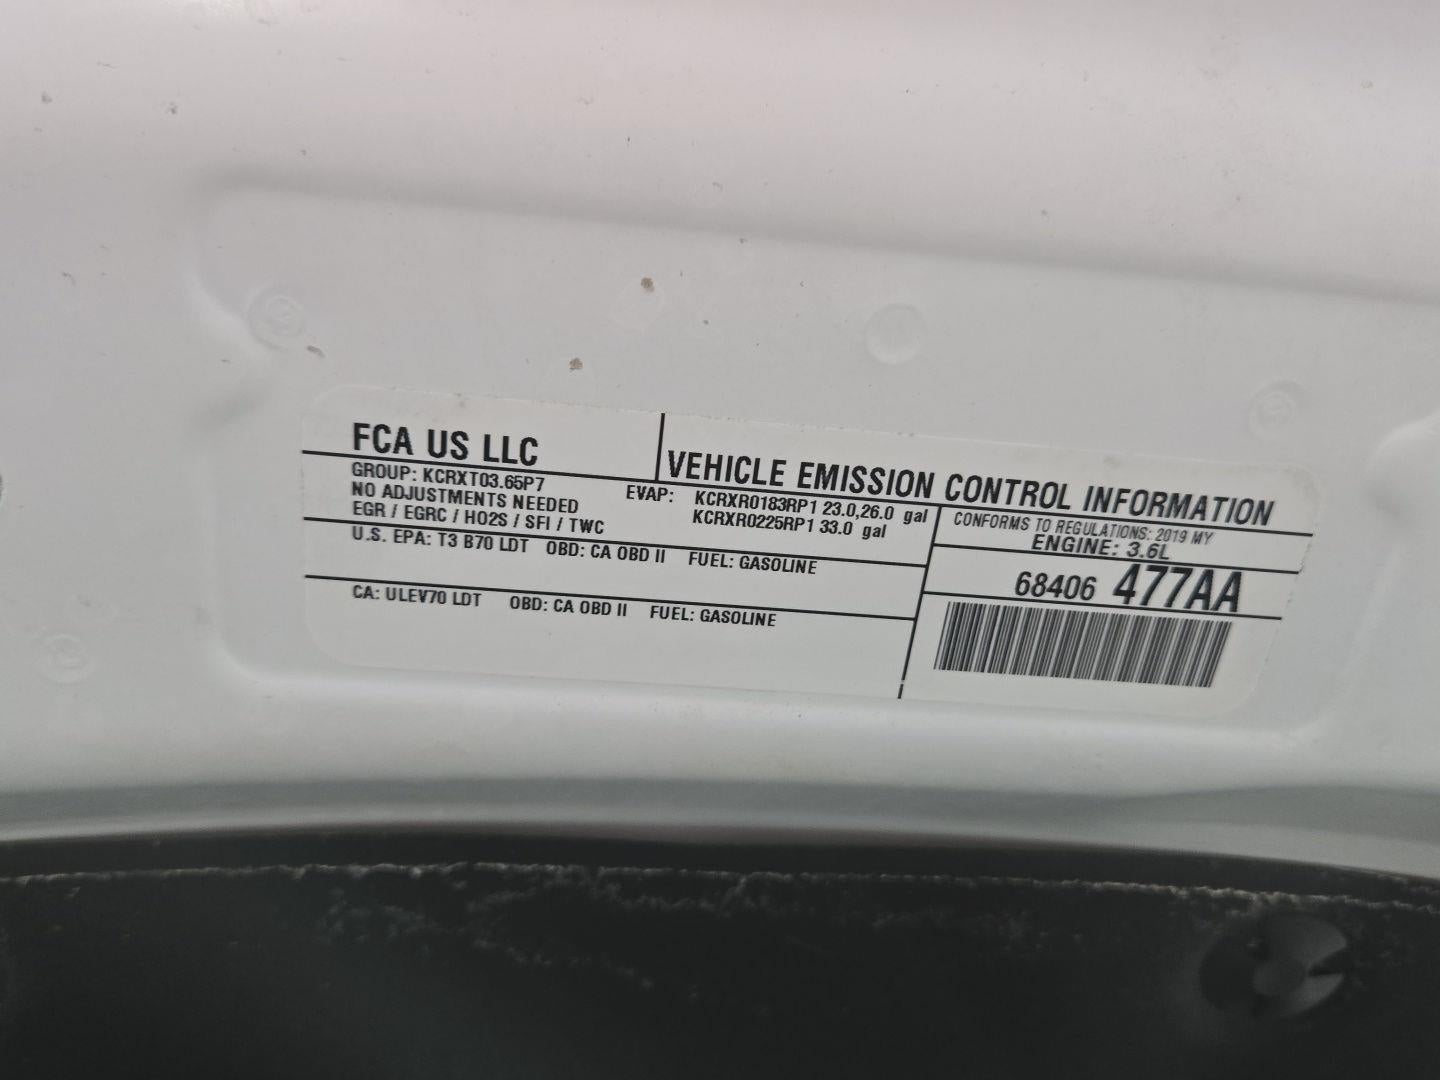 FCA US LLC
VEHICLE EMISSION CONTROL INFORMATION
GROUP: KCRXT03.65P7
NO ADJUSTMENTS NEEDED
EGR / EGRC / HO2S / SFI / TWC
EVAP: KCRXR0183RP1 23.0,26.0 gal
KCRXR0225RP1 33.0 gal
CONFORMS TO REGULATIONS: 2019 MY
ENGINE: 3.6L
U.S. EPA: T3 B70 LDT OBD: CA OBD II FUEL: GASOLINE
68406 477AA
CA: ULEV70 LDT OBD: CA OBD II FUEL: GASOLINE